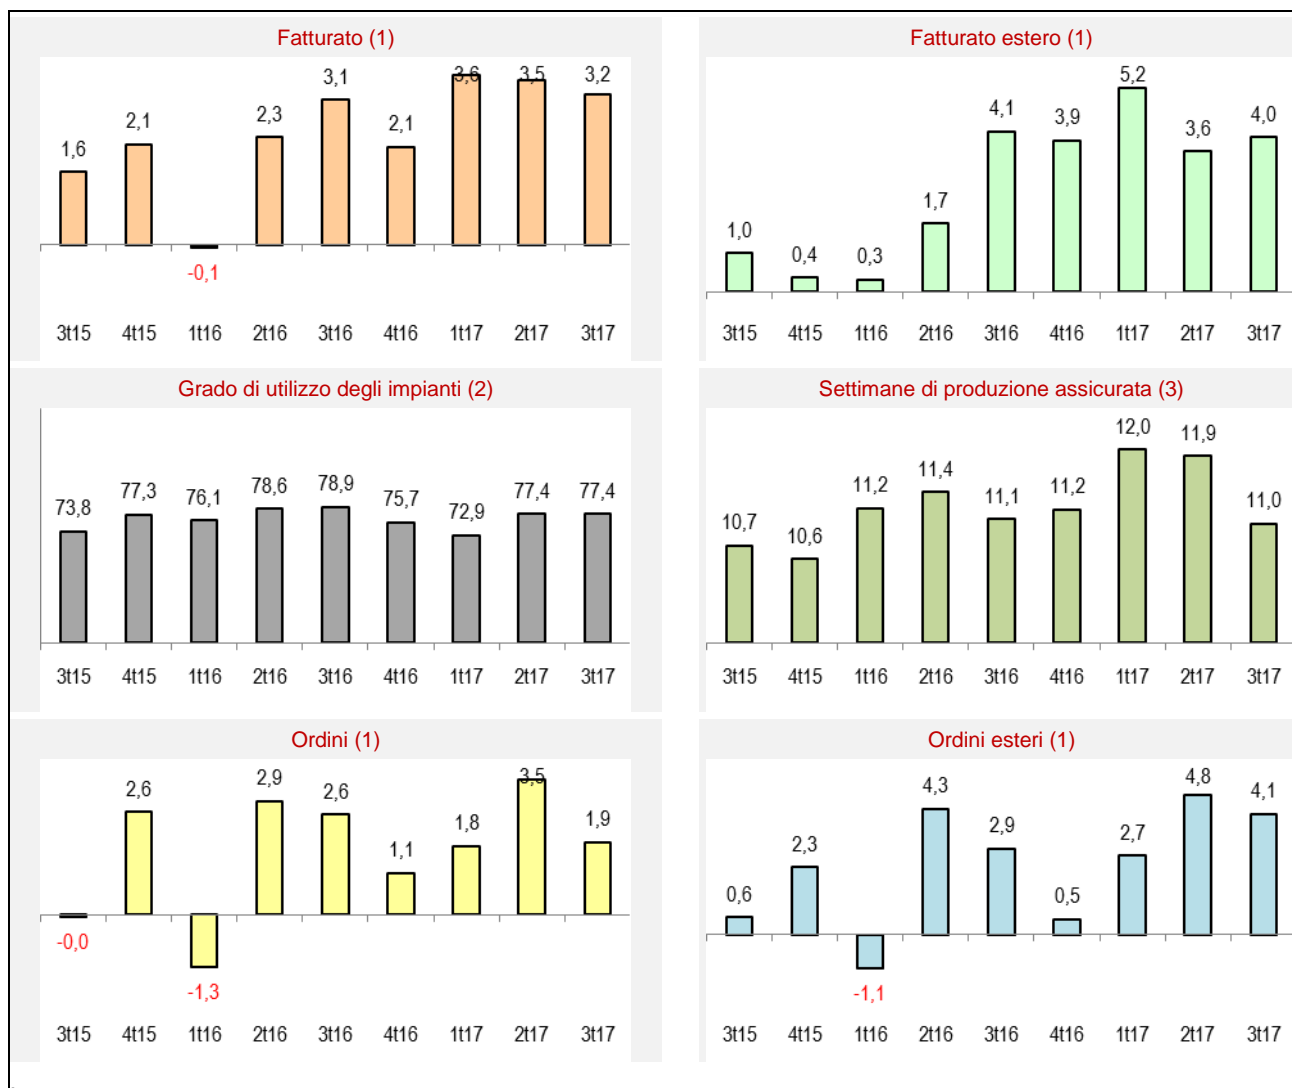 Fatturato (1)
1,6 2,1 -0,1 2,3 3,1 2,1 3,6 3,5 3,2
3t15 4t15 1t16 2t16 3t16 4t16 1t17 2t17 3t17
Fatturato estero (1)
1,0 0,4 0,3 1,7 4,1 3,9 5,2 3,6 4,0
3t15 4t15 1t16 2t16 3t16 4t16 1t17 2t17 3t17
Grado di utilizzo degli impianti (2)
73,8 77,3 76,1 78,6 78,9 75,7 72,9 77,4 77,4
3t15 4t15 1t16 2t16 3t16 4t16 1t17 2t17 3t17
Settimane di produzione assicurata (3)
10,7 10,6 11,2 11,4 11,1 11,2 12,0 11,9 11,0
3t15 4t15 1t16 2t16 3t16 4t16 1t17 2t17 3t17
Ordini (1)
-0,0 2,6 -1,3 2,9 2,6 1,1 1,8 3,5 1,9
3t15 4t15 1t16 2t16 3t16 4t16 1t17 2t17 3t17
Ordini esteri (1)
0,6 2,3 -1,1 4,3 2,9 0,5 2,7 4,8 4,1
3t15 4t15 1t16 2t16 3t16 4t16 1t17 2t17 3t17